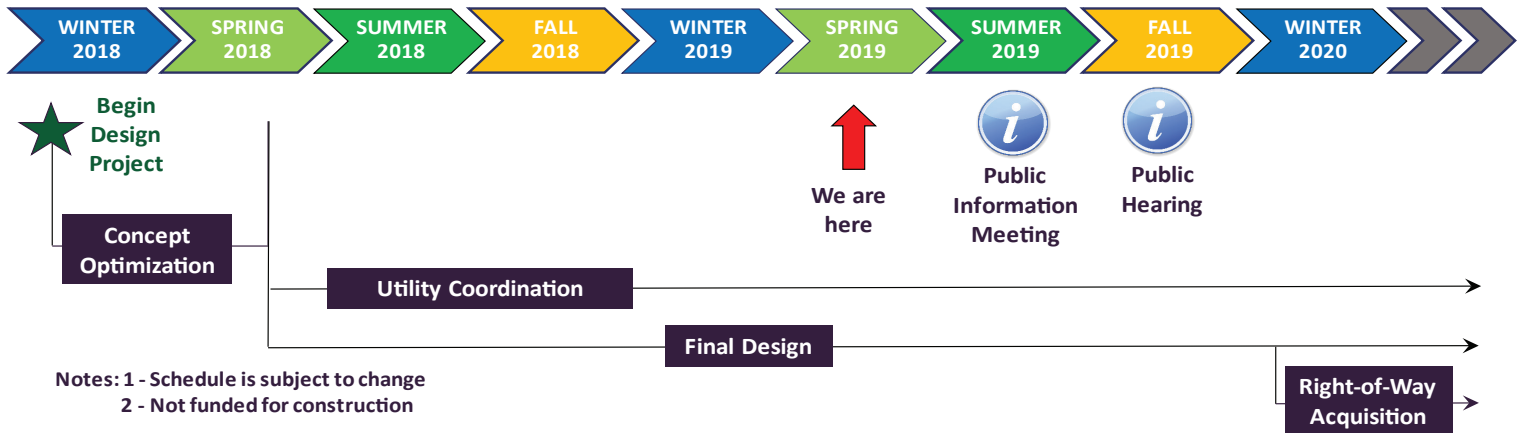 WINTER
2018
SPRING
2018
SUMMER
2018
FALL
2018
WINTER
2019
SPRING
2019
SUMMER
2019
FALL
2019
WINTER
2020
Begin
Design
Project
i
i
We are
here
Public
Information
Meeting
Public
Hearing
Concept
Optimization
Utility Coordination
Final Design
Right-of-Way
Acquisition
Notes: 1 - Schedule is subject to change
2 - Not funded for construction